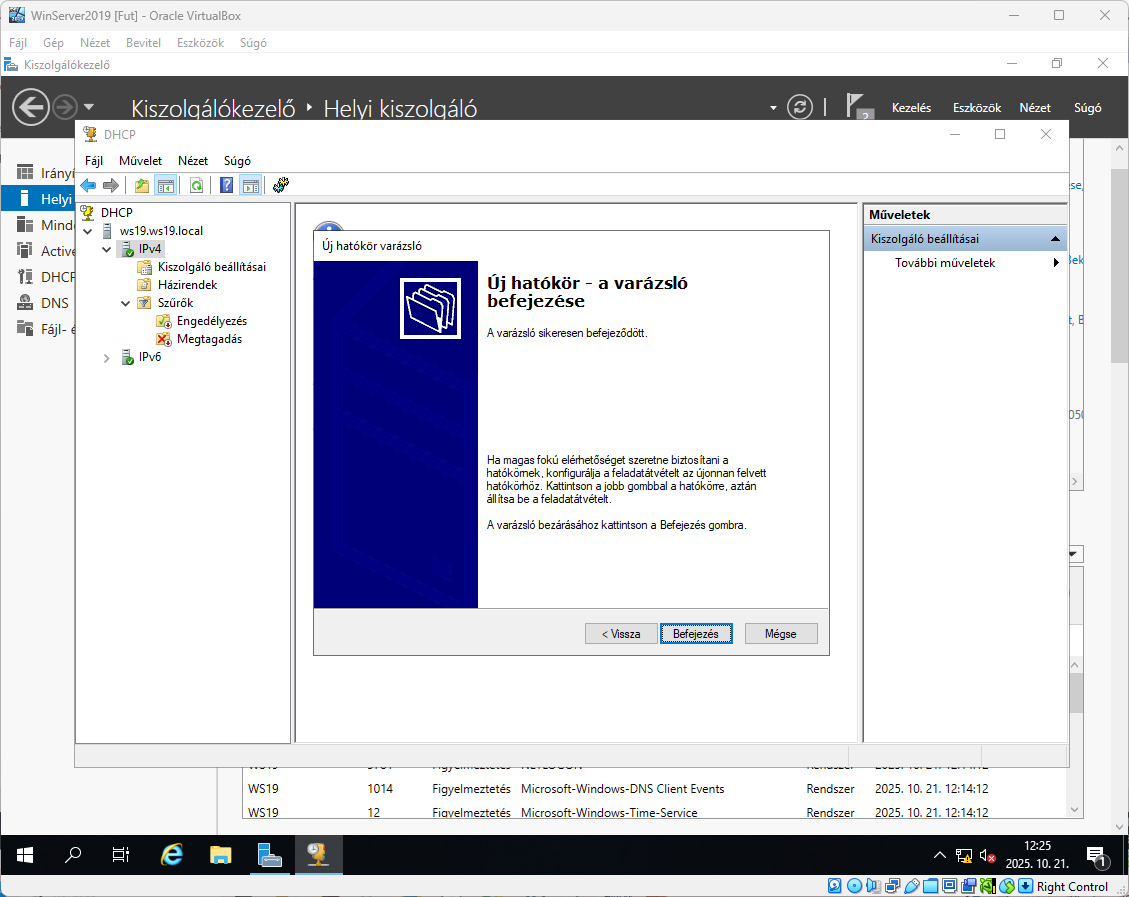 WinServer2019 [Fut] - Oracle VirtualBox
Fájl Gép Nézet Bevitel Eszközök Súgó
Kiszolgálókezelő
Kiszolgálókezelő Helyi kiszolgáló
Kezelés Eszközök Nézet Súgó
DHCP
Fájl Művelet Nézet Súgó
Helyi
DHCP
DNS
DHCP
ws19.ws19.local
IPv4
Kiszolgáló beállításai
Házirendek
Szűrők
Engedélyezés
Megtagadás
IPv6
Új hatókör varázsló
Új hatókör - a varázsló
befejezése
A varázsló sikeresen befejeződött.
Ha magas fokú elérhetőséget szeretne biztosítani a
hatókörnek, konfigurálja a feladatátvételt az újonnan felvett
hatókörhöz. Kattintson a jobb gombbal a hatókörre, aztán
állítsa be a feladatátvételt.
A varázsló bezárásához kattintson a Befejezés gombra.
< Vissza Befejezés Mégse
Műveletek
Kiszolgáló beállításai
További műveletek
WS19 1014 Figyelmeztetés Microsoft-Windows-DNS Client Events Rendszer 2025. 10. 21. 12:14:12
WS19 12 Figyelmeztetés Microsoft-Windows-Time-Service Rendszer 2025. 10. 21. 12:14:12
12:25
2025. 10. 21.
1
Right Control